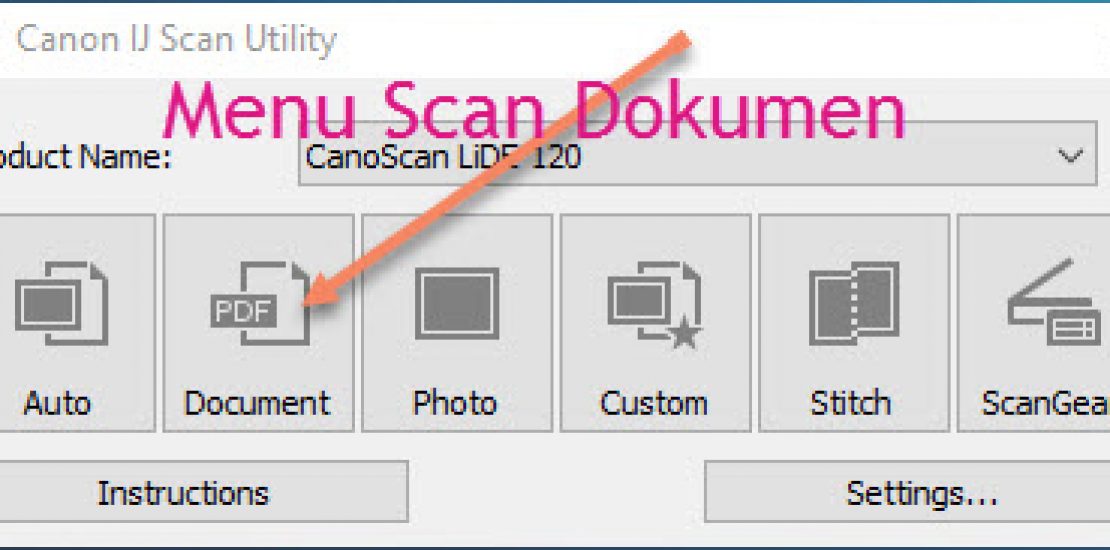 Canon IJ Scan Utility
Menu Scan Dokumen
oduct Name:
CanoScan LiDE 120
PDF
Auto
Document
Photo
Custom
Stitch
ScanGea
Instructions
Settings...